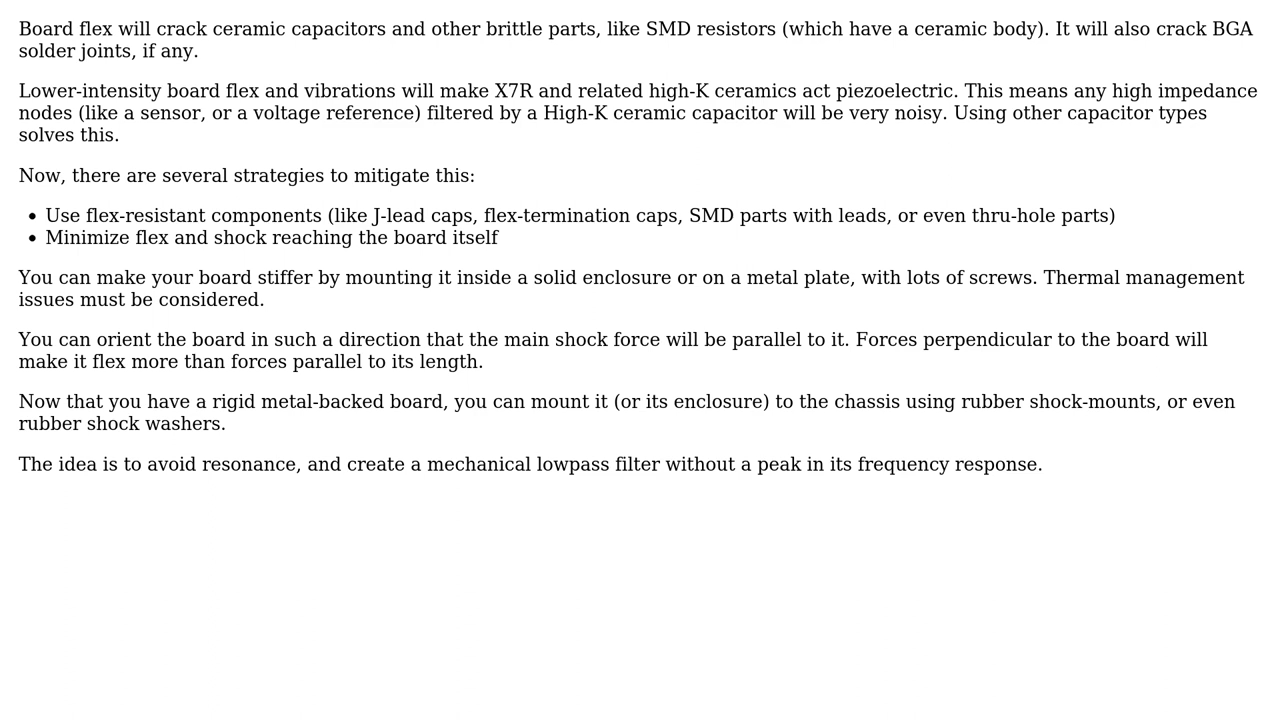 Board flex will crack ceramic capacitors and other brittle parts, like SMD resistors (which have a ceramic body). It will also crack BGA
solder joints, if any.
Lower-intensity board flex and vibrations will make X7R and related high-K ceramics act piezoelectric. This means any high impedance
nodes (like a sensor, or a voltage reference) filtered by a High-K ceramic capacitor will be very noisy. Using other capacitor types
solves this.
Now, there are several strategies to mitigate this:
• Use flex-resistant components (like J-lead caps, flex-termination caps, SMD parts with leads, or even thru-hole parts)
• Minimize flex and shock reaching the board itself
You can make your board stiffer by mounting it inside a solid enclosure or on a metal plate, with lots of screws. Thermal management
issues must be considered.
You can orient the board in such a direction that the main shock force will be parallel to it. Forces perpendicular to the board will
make it flex more than forces parallel to its length.
Now that you have a rigid metal-backed board, you can mount it (or its enclosure) to the chassis using rubber shock-mounts, or even
rubber shock washers.
The idea is to avoid resonance, and create a mechanical lowpass filter without a peak in its frequency response.